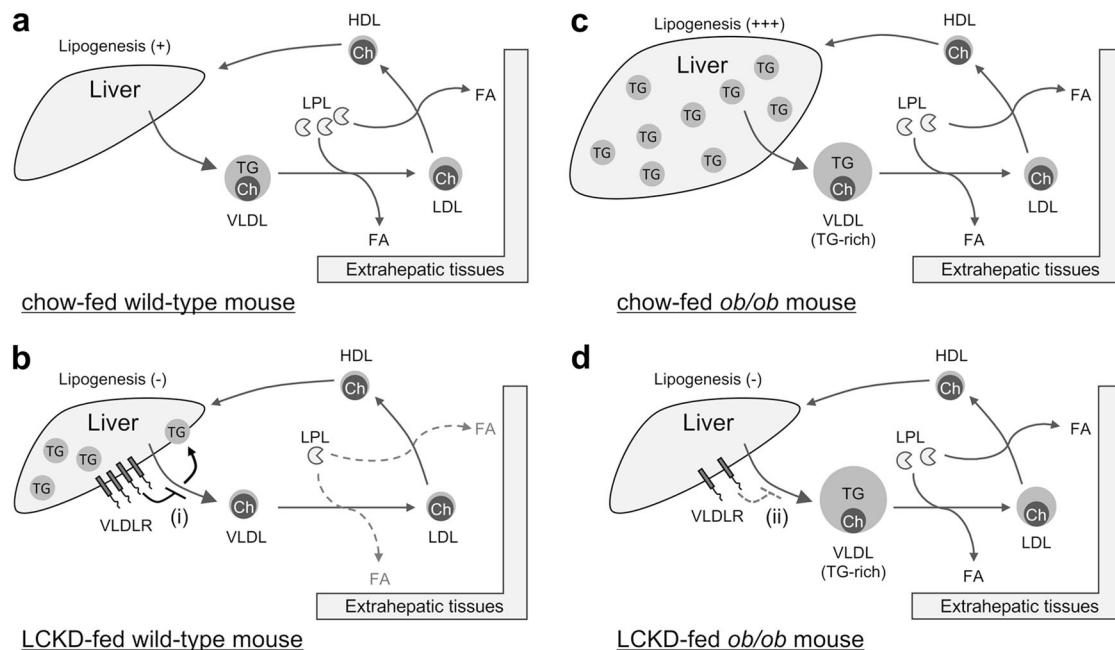 a
Lipogenesis (+)
Liver
HDL
Ch
LPL
FA
TG
Ch
VLDL
Ch
LDL
FA
Extrahepatic tissues
chow-fed wild-type mouse
b
Lipogenesis (-)
Liver
TG
TG
TG
TG
VLDLR
(i)
HDL
Ch
LPL
FA
Ch
VLDL
Ch
LDL
FA
Extrahepatic tissues
LCKD-fed wild-type mouse
c
Lipogenesis (+++)
Liver
TG
TG
TG
TG
TG
TG
TG
TG
TG
HDL
Ch
LPL
FA
TG
Ch
VLDL
(TG-rich)
Ch
LDL
FA
Extrahepatic tissues
chow-fed ob/ob mouse
d
Lipogenesis (-)
Liver
VLDLR
(ii)
HDL
Ch
LPL
FA
TG
Ch
VLDL
(TG-rich)
Ch
LDL
FA
Extrahepatic tissues
LCKD-fed ob/ob mouse